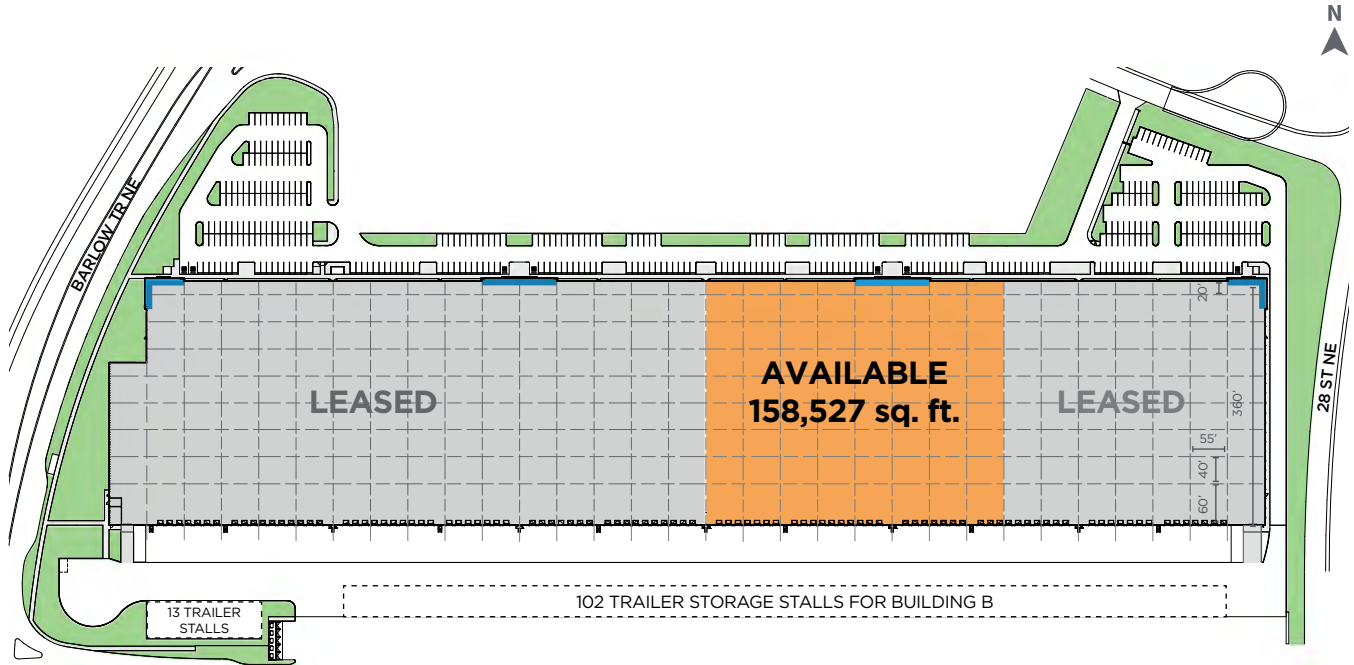 N
BARLOW TR NE
20'
AVAILABLE
158,527 sq. ft.
LEASED
LEASED
360'
28 ST NE
55'
40'
60'
102 TRAILER STORAGE STALLS FOR BUILDING B
13 TRAILER
STALLS